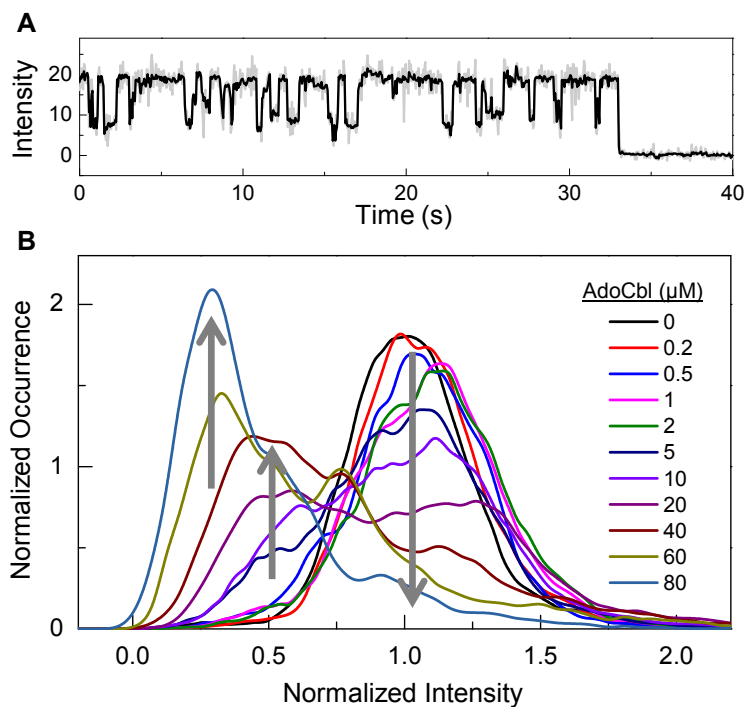 A
Intensity
20
10
0
0 10 20 30 40
Time (s)
B
Normalized Occurrence
2
1
0
AdoCbl (µM)
0
0.2
0.5
1
2
5
10
20
40
60
80
0.0 0.5 1.0 1.5 2.0
Normalized Intensity